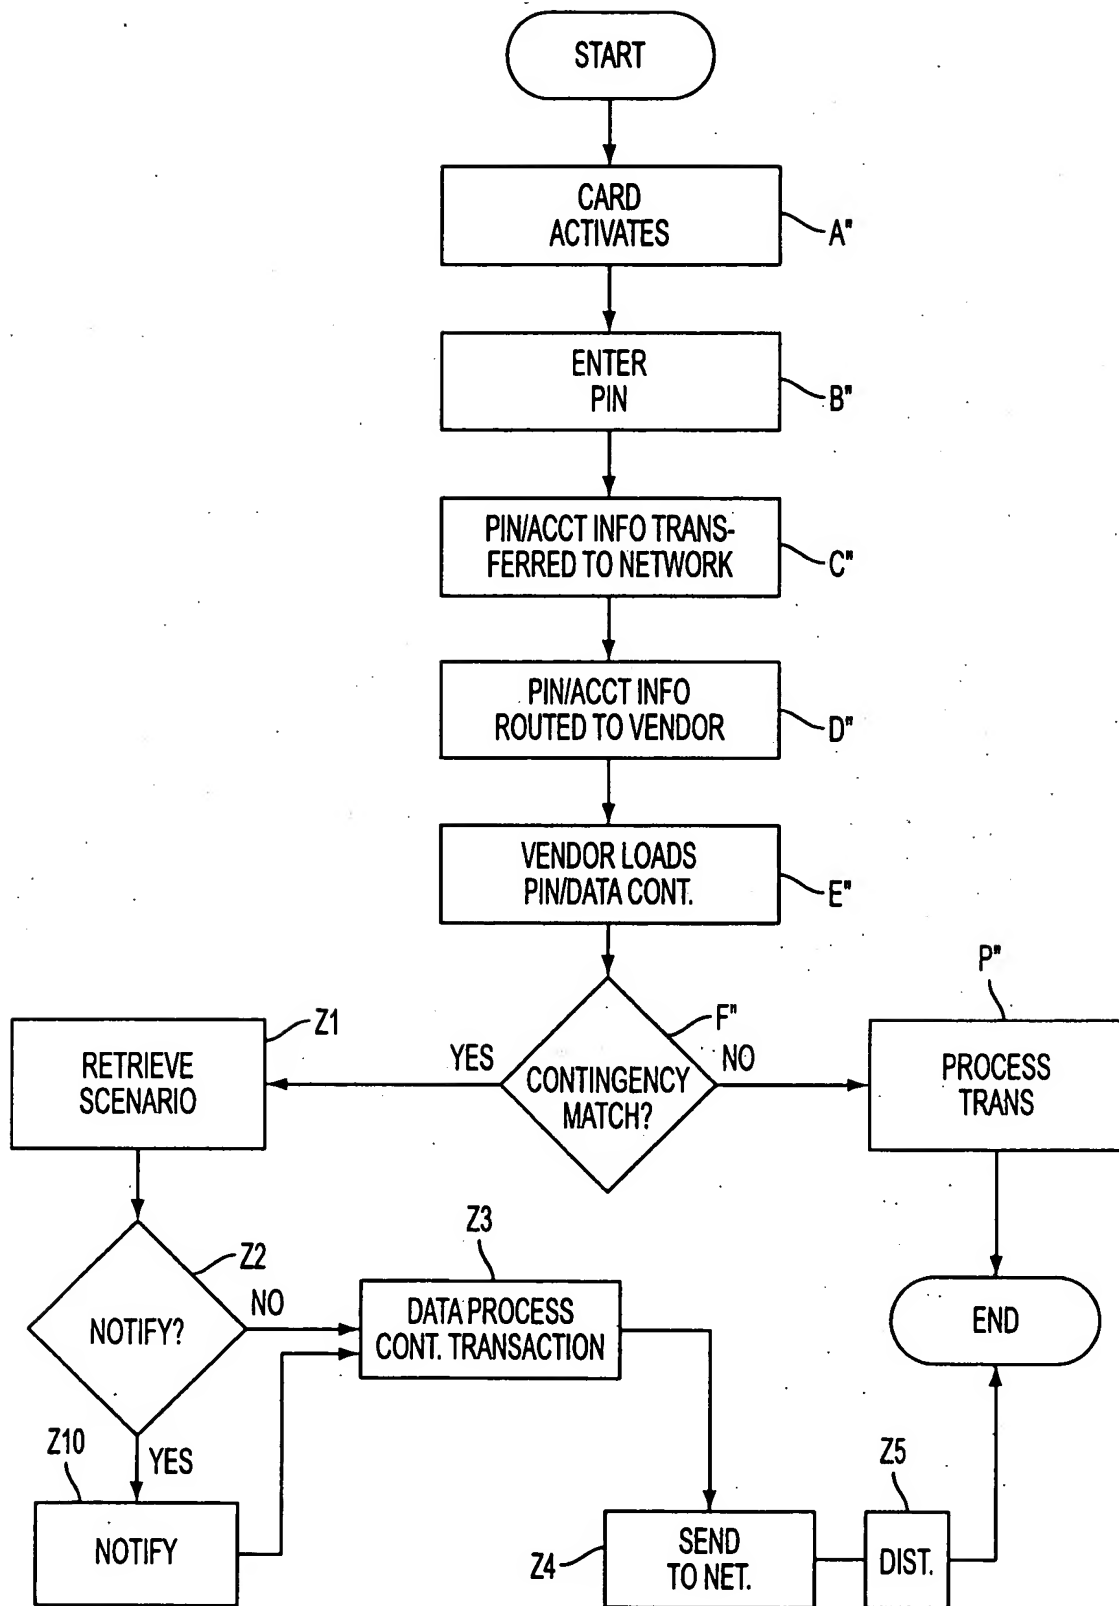 START
CARD
ACTIVATES
A"
ENTER
PIN
B"
PIN/ACCT INFO TRANS-
FERRED TO NETWORK
C"
PIN/ACCT INFO
ROUTED TO VENDOR
D"
VENDOR LOADS
PIN/DATA CONT.
E"
P"
Z1
F"
RETRIEVE
SCENARIO
YES
CONTINGENCY
MATCH?
NO
PROCESS
TRANS
Z2
Z3
NOTIFY?
NO
DATA PROCESS
CONT. TRANSACTION
END
Z10
YES
Z5
NOTIFY
Z4
SEND
TO NET.
DIST.